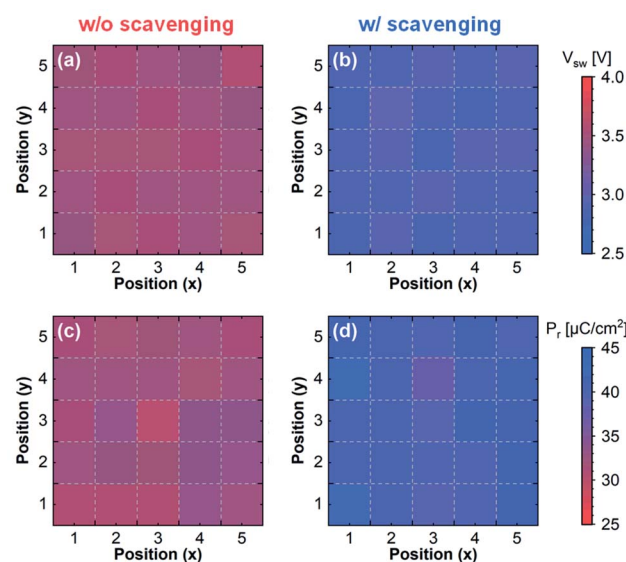 w/o scavenging
w/ scavenging
(a)
(b)
V_sw [V]
Position (y)
5
4
3
2
1
Position (y)
5
4
3
2
1
4.0
3.5
3.0
2.5
1 2 3 4 5
Position (x)
1 2 3 4 5
Position (x)
(c)
(d)
P_r [μC/cm²]
Position (y)
5
4
3
2
1
Position (y)
5
4
3
2
1
45
40
35
30
25
1 2 3 4 5
Position (x)
1 2 3 4 5
Position (x)